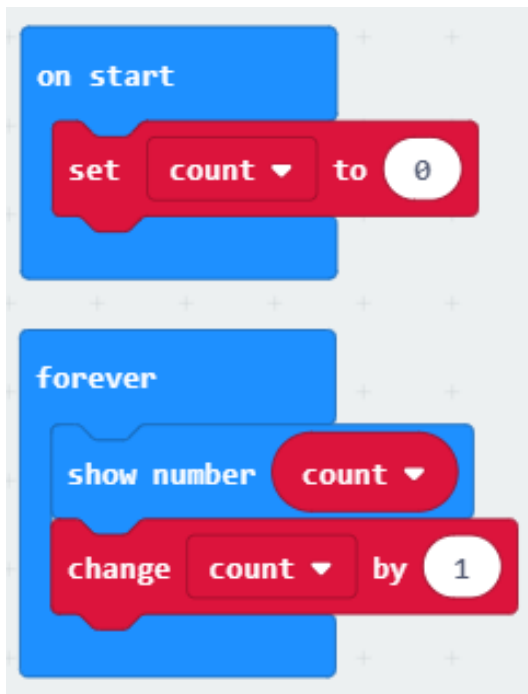 on start
set count to 0
forever
show number count
change count by 1